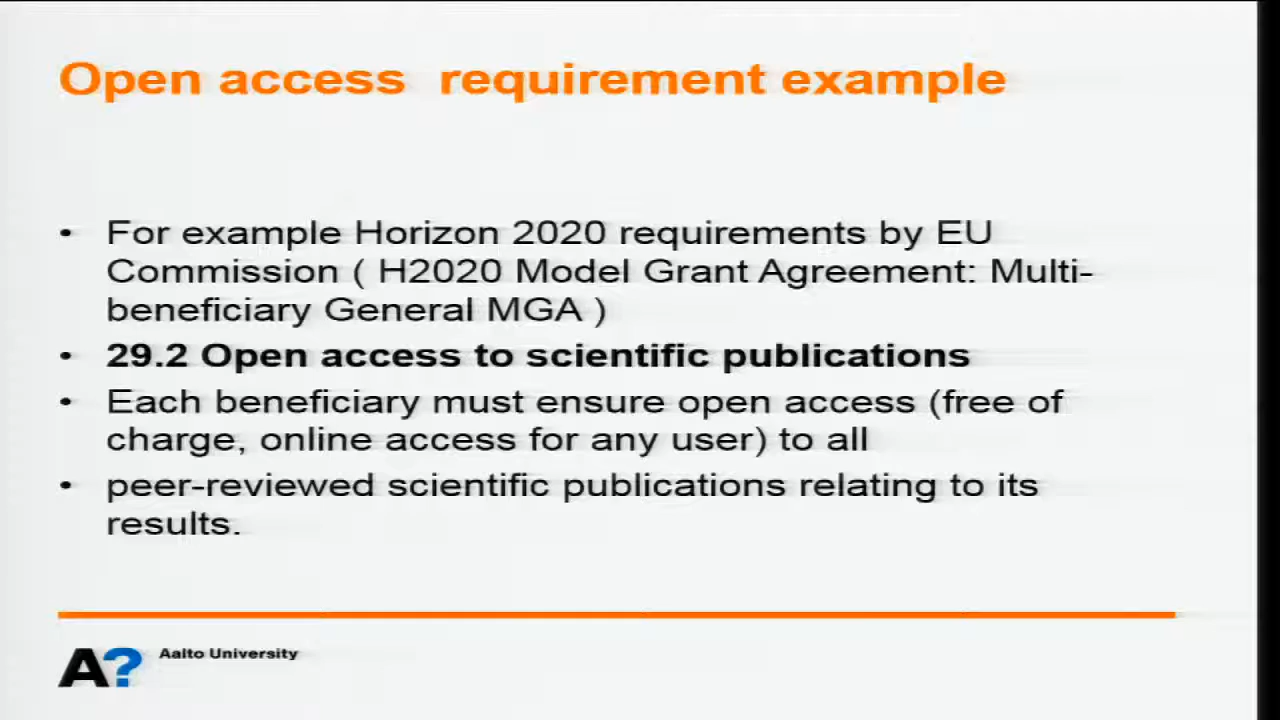 Open access requirement example
• For example Horizon 2020 requirements by EU
Commission ( H2020 Model Grant Agreement: Multi-
beneficiary General MGA )
• 29.2 Open access to scientific publications
• Each beneficiary must ensure open access (free of
charge, online access for any user) to all
• peer-reviewed scientific publications relating to its
results.
A? Aalto University